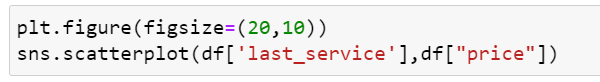 plt.figure(figsize=(20,10))
sns.scatterplot(df['last_service'],df["price"])